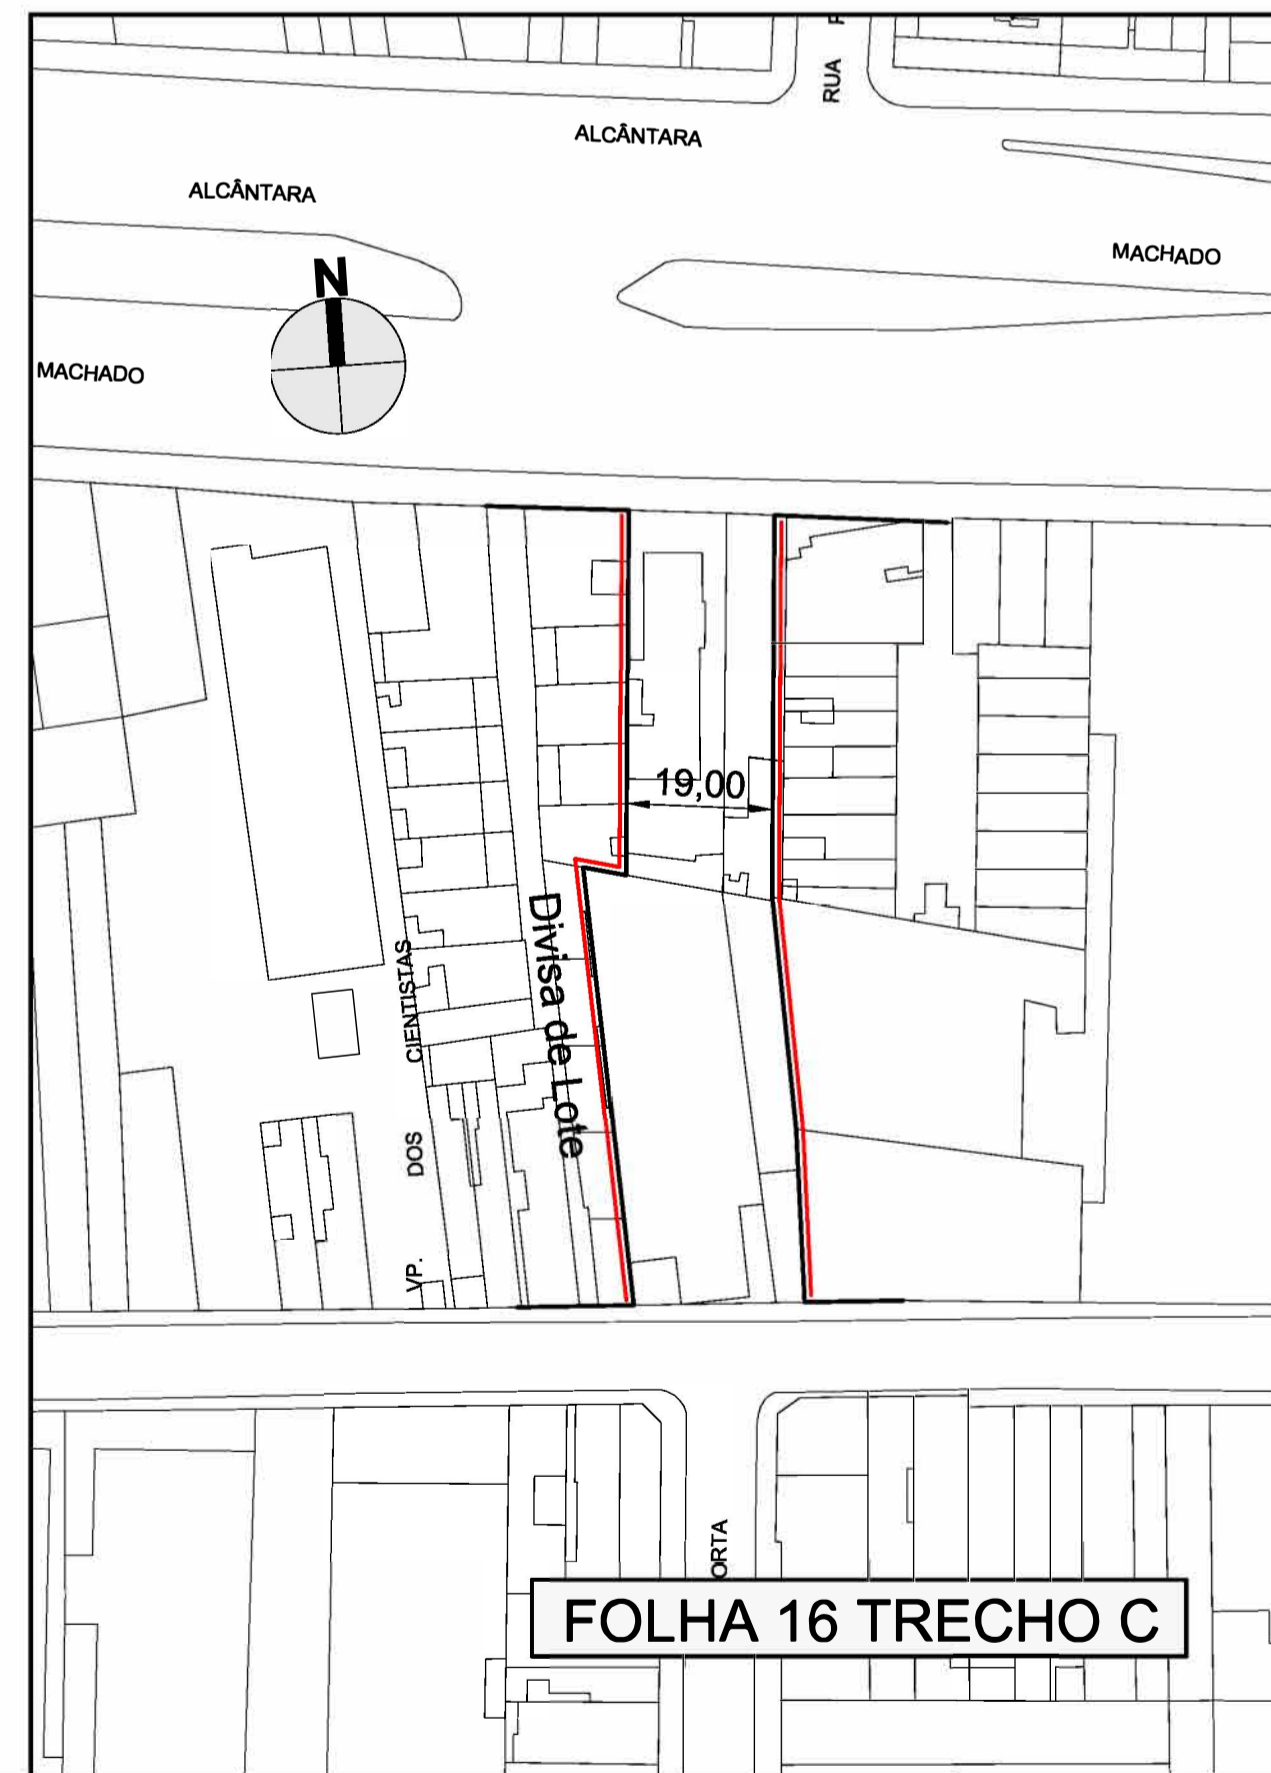 RUA
ALCÂNTARA
ALCÂNTARA
MACHADO
N
MACHADO
19,00
Divisa de Lote
VP. DOS CIENTISTAS
ORTA
FOLHA 16 TRECHO C